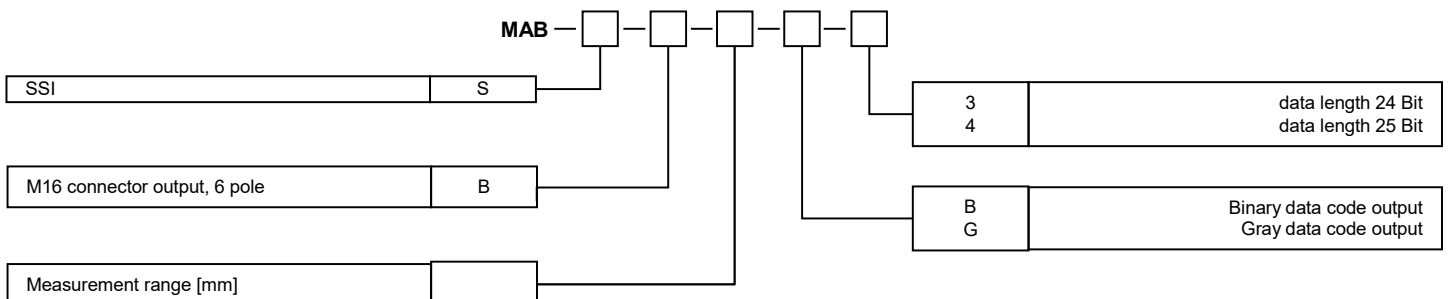 MAB
SSI S
M16 connector output, 6 pole B
Measurement range [mm]
3 data length 24 Bit
4 data length 25 Bit
B Binary data code output
G Gray data code output